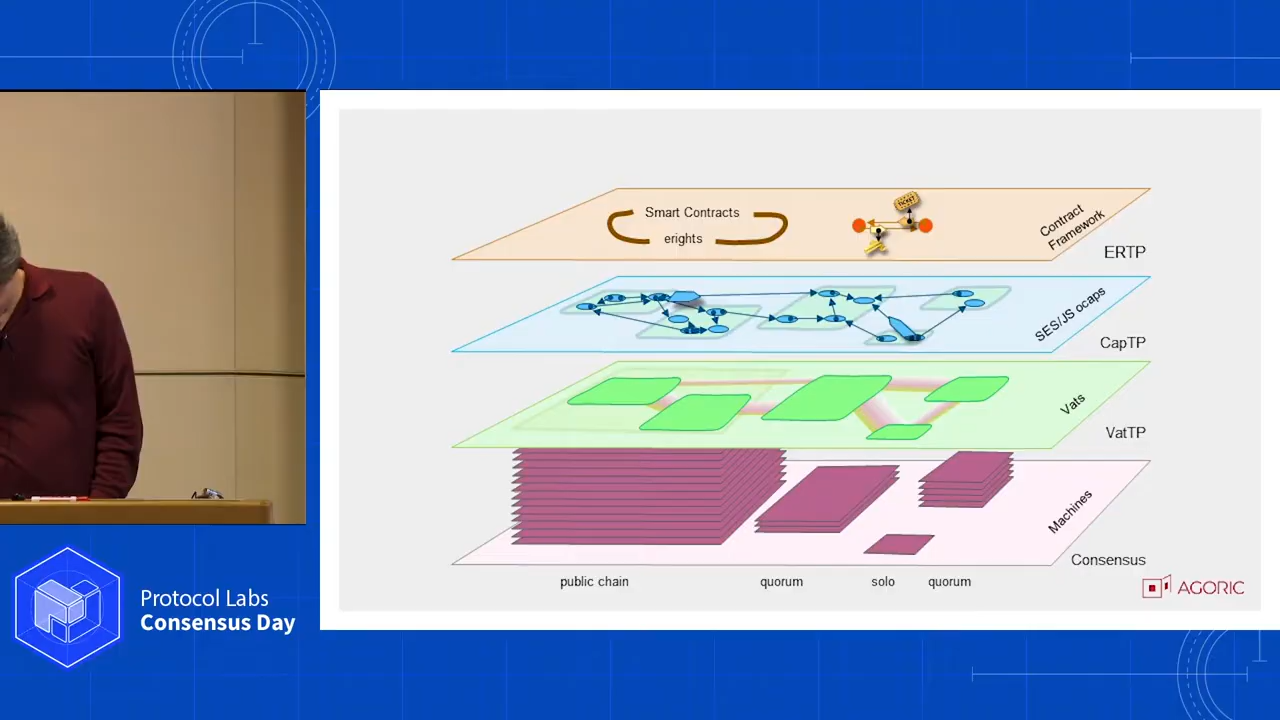 Smart Contracts
erights
TICKET
Contract
Framework
ERTP
SES/JS ocaps
CapTP
Vats
VatTP
Machines
Consensus
public chain
quorum
solo
quorum
AGORIC
Protocol Labs
Consensus Day